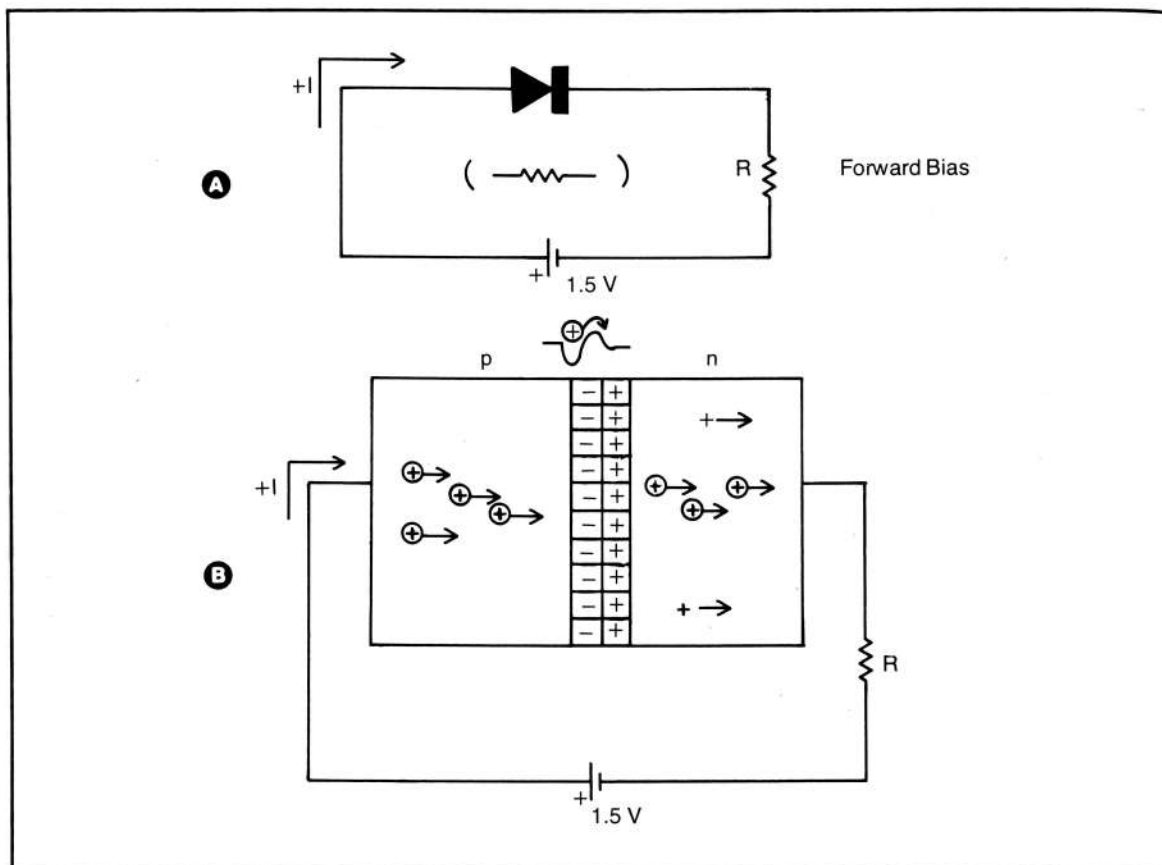 +I
A
R
Forward Bias
+
1.5 V
+
p
n
− +
− +
− +
− +
− +
− +
− +
− +
− +
− +
+ →
+ + +
+ + +
+ +
+I
+ →
B
R
+
1.5 V